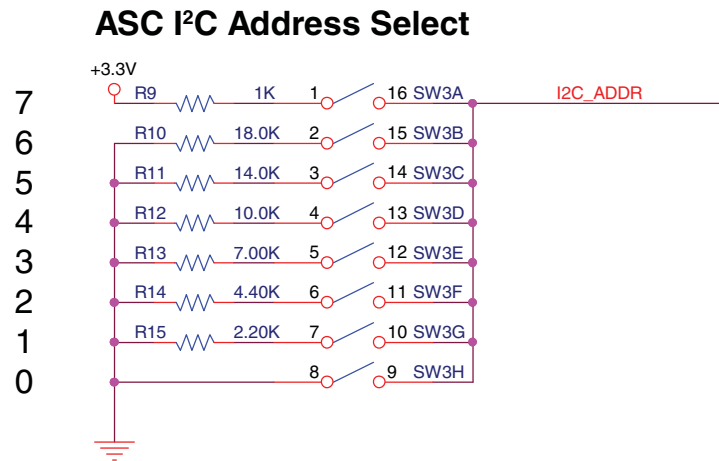 ASC I²C Address Select
+3.3V
7 R9 1K 1 16 SW3A I2C_ADDR
6 R10 18.0K 2 15 SW3B
5 R11 14.0K 3 14 SW3C
4 R12 10.0K 4 13 SW3D
3 R13 7.00K 5 12 SW3E
2 R14 4.40K 6 11 SW3F
1 R15 2.20K 7 10 SW3G
0 8 9 SW3H